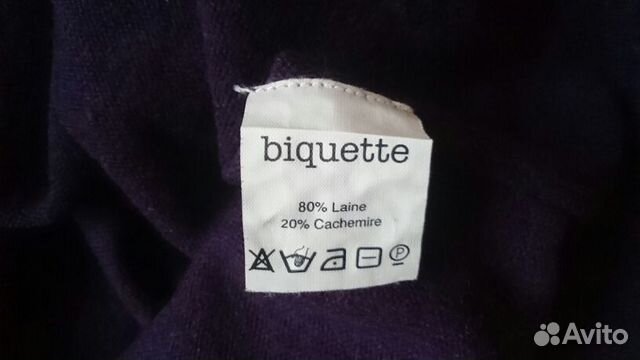 biquette
80% Laine
20% Cachemire
P
Avito